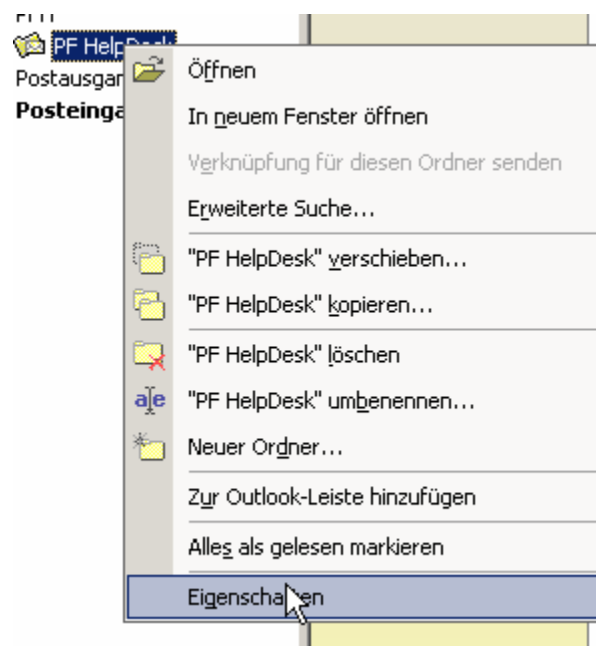 PF HelpDesk
Postausgan
Posteinga
Öffnen
In neuem Fenster öffnen
Verknüpfung für diesen Ordner senden
Erweiterte Suche...
"PF HelpDesk" verschieben...
"PF HelpDesk" kopieren...
"PF HelpDesk" löschen
"PF HelpDesk" umbenennen...
Neuer Ordner...
Zur Outlook-Leiste hinzufügen
Alles als gelesen markieren
Eigenschaften